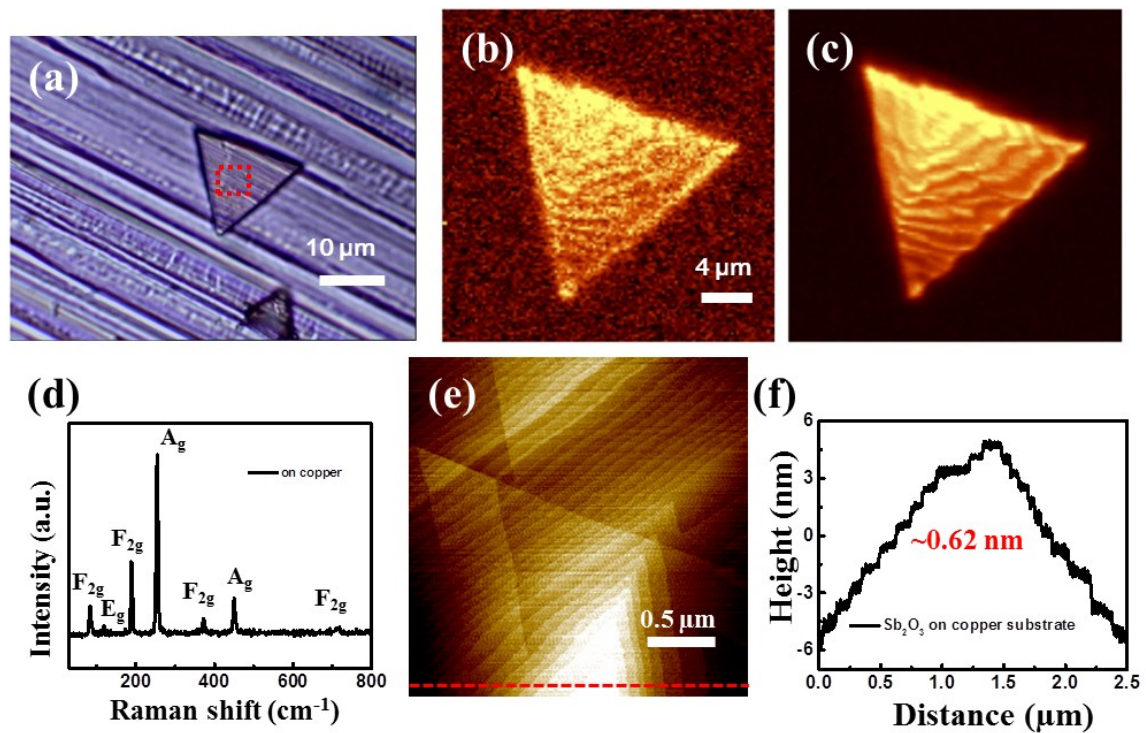 (a)
10 µm
(b)
4 µm
(c)
(d)
Intensity (a.u.)
Raman shift (cm⁻¹)
on copper
F₂g
Eg
F₂g
Ag
F₂g
Ag
F₂g
200
400
600
800
(e)
0.5 µm
(f)
Height (nm)
6
3
0
-3
-6
~0.62 nm
Sb₂O₃ on copper substrate
0.0
0.5
1.0
1.5
2.0
2.5
Distance (µm)